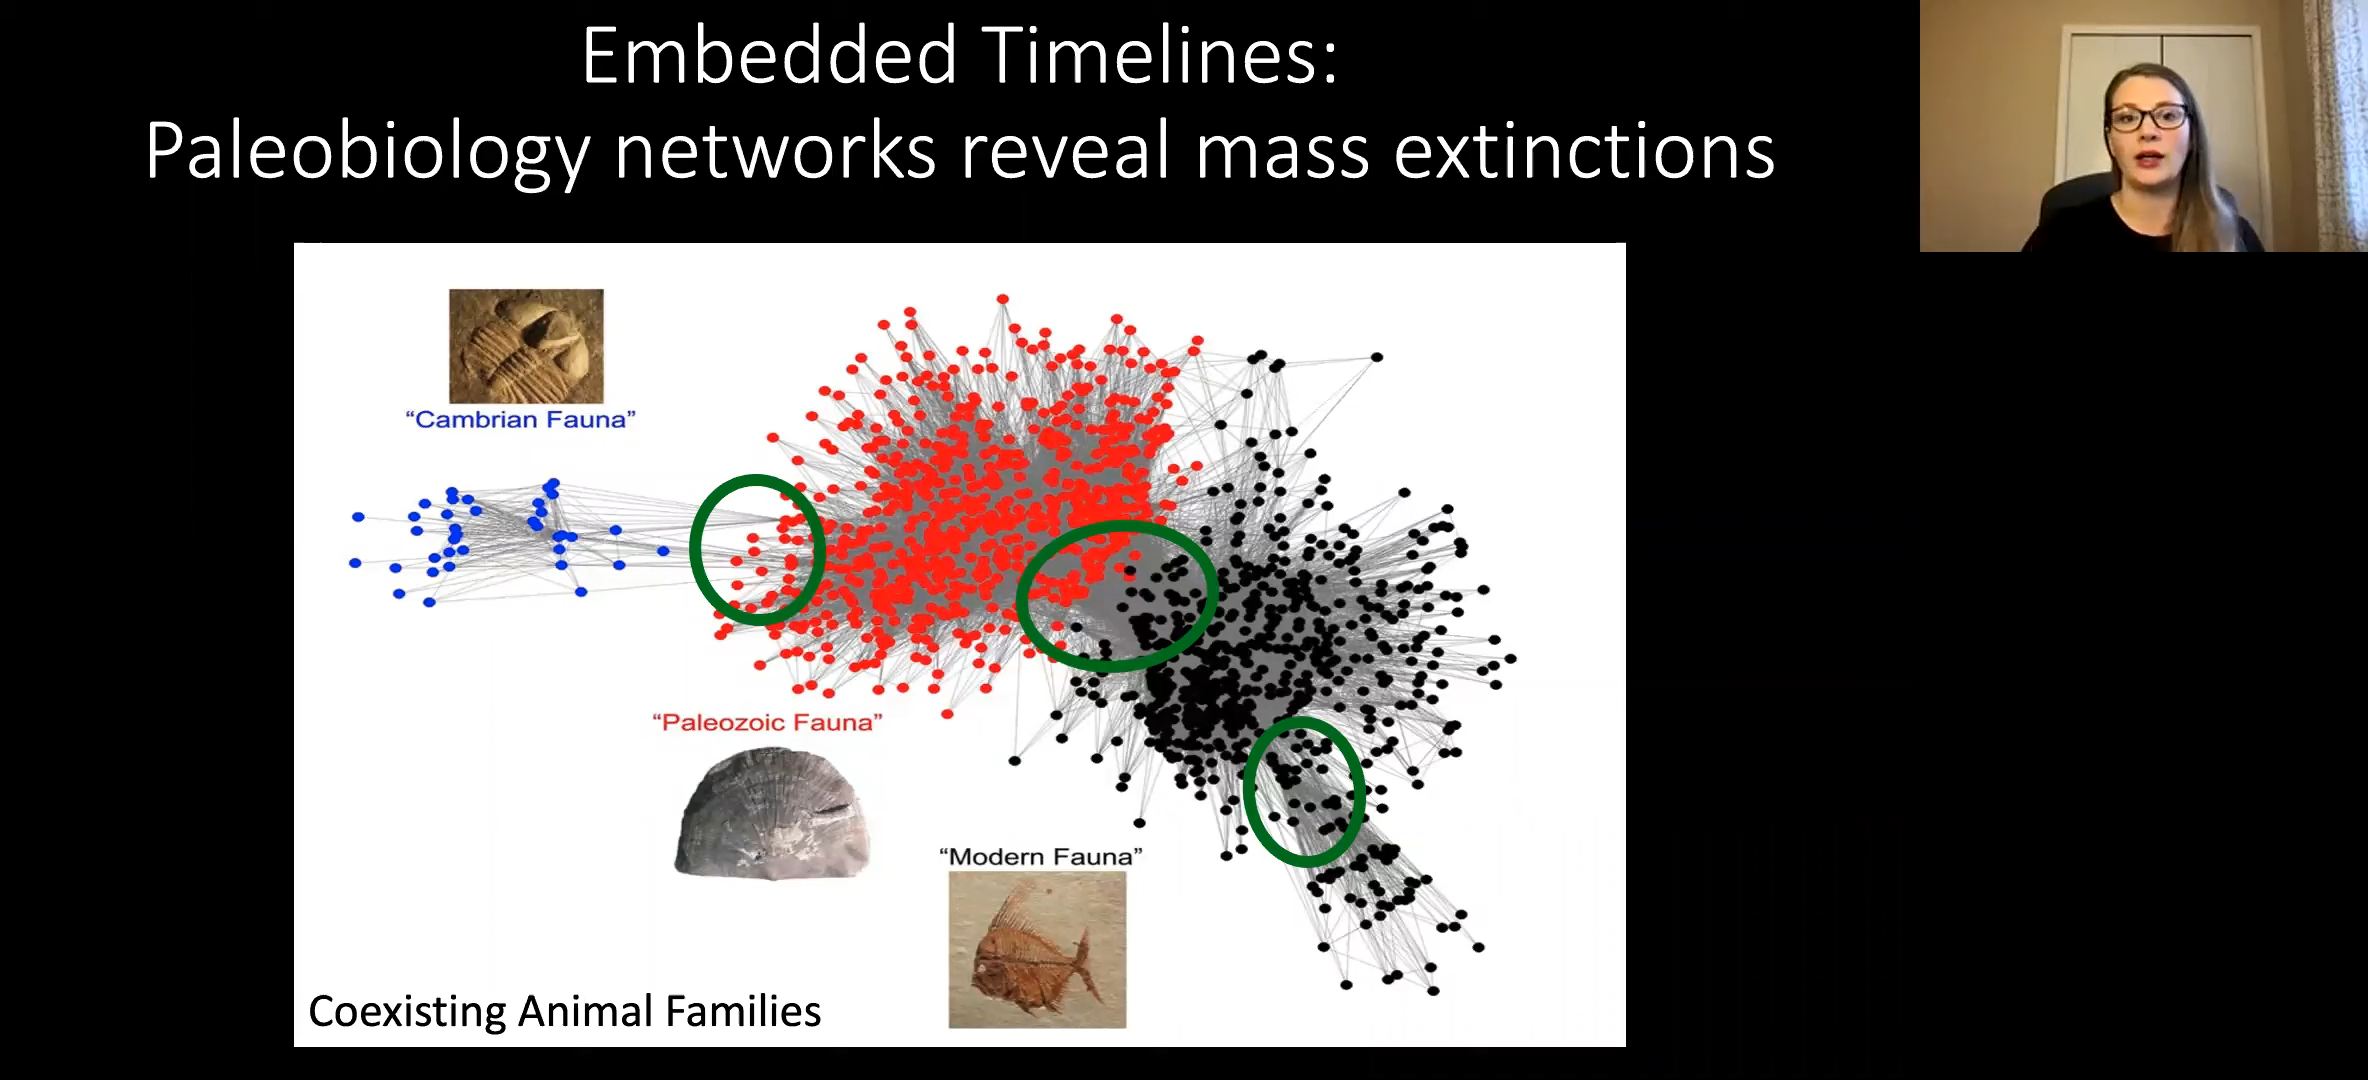 Embedded Timelines:
Paleobiology networks reveal mass extinctions
“Cambrian Fauna”
“Paleozoic Fauna”
“Modern Fauna”
Coexisting Animal Families